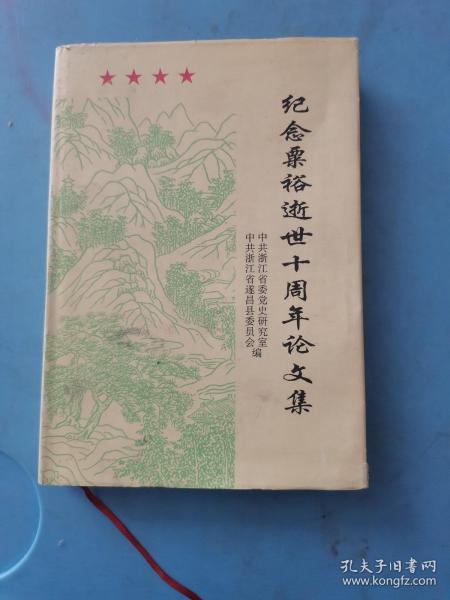 纪念粟裕逝世十周年论文集
中共浙江省委党史研究室
中共浙江省遂昌县委员会
编
孔夫子旧书网
www.kongfz.com